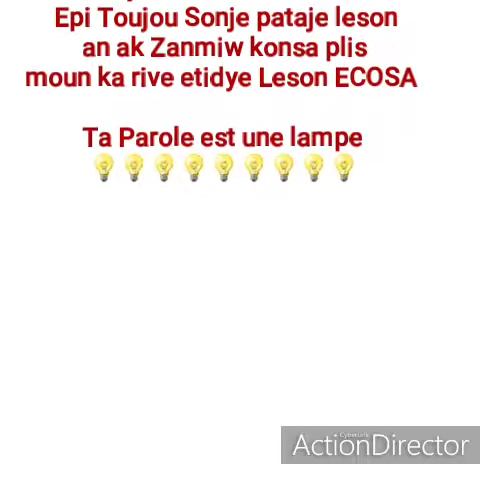 Epi Toujou Sonje pataje leson
an ak Zanmiw konsa plis
moun ka rive etidye Leson ECOSA
Ta Parole est une lampe
CyberLink
ActionDirector